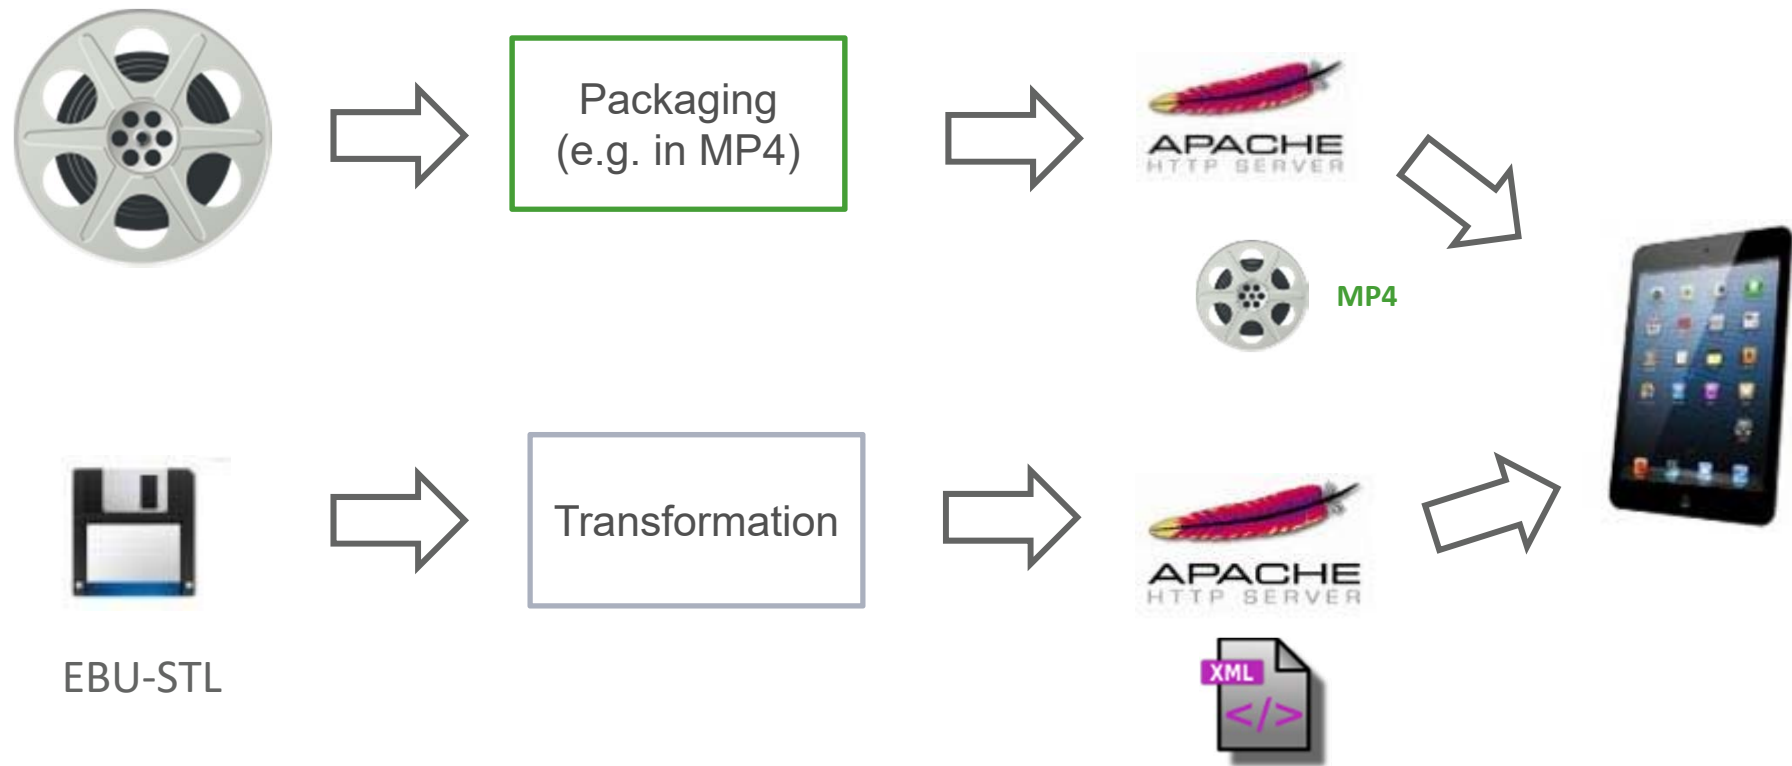 Packaging
(e.g. in MP4)
APACHE
HTTP SERVER
MP4
Transformation
APACHE
HTTP SERVER
EBU-STL
XML
</>